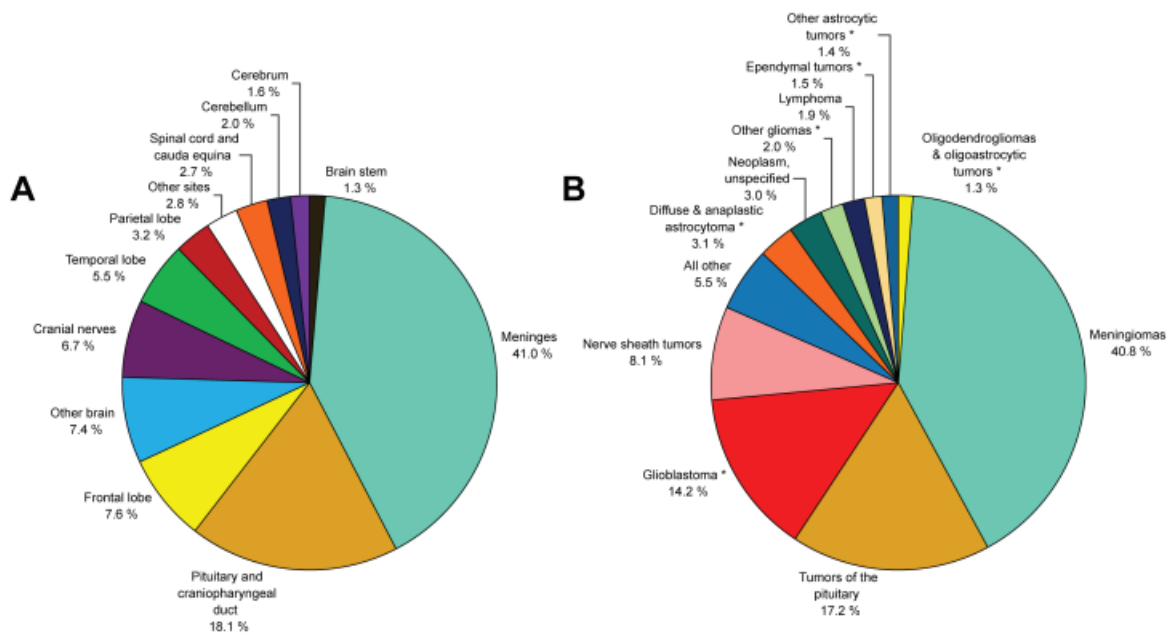 A
Cerebrum
1.6 %
Cerebellum
2.0 %
Spinal cord and
cauda equina
2.7 %
Other sites
2.8 %
Parietal lobe
3.2 %
Temporal lobe
5.5 %
Cranial nerves
6.7 %
Other brain
7.4 %
Frontal lobe
7.6 %
Pituitary and
craniopharyngeal
duct
18.1 %
Meninges
41.0 %
Brain stem
1.3 %
B
Other astrocytic
tumors *
1.4 %
Ependymal tumors *
1.5 %
Lymphoma
1.9 %
Other gliomas *
2.0 %
Neoplasm,
unspecified
3.0 %
Diffuse & anaplastic
astrocytoma *
3.1 %
All other
5.5 %
Nerve sheath tumors
8.1 %
Glioblastoma *
14.2 %
Tumors of the
pituitary
17.2 %
Meningiomas
40.8 %
Oligodendrogliomas
& oligoastrocytic
tumors *
1.3 %